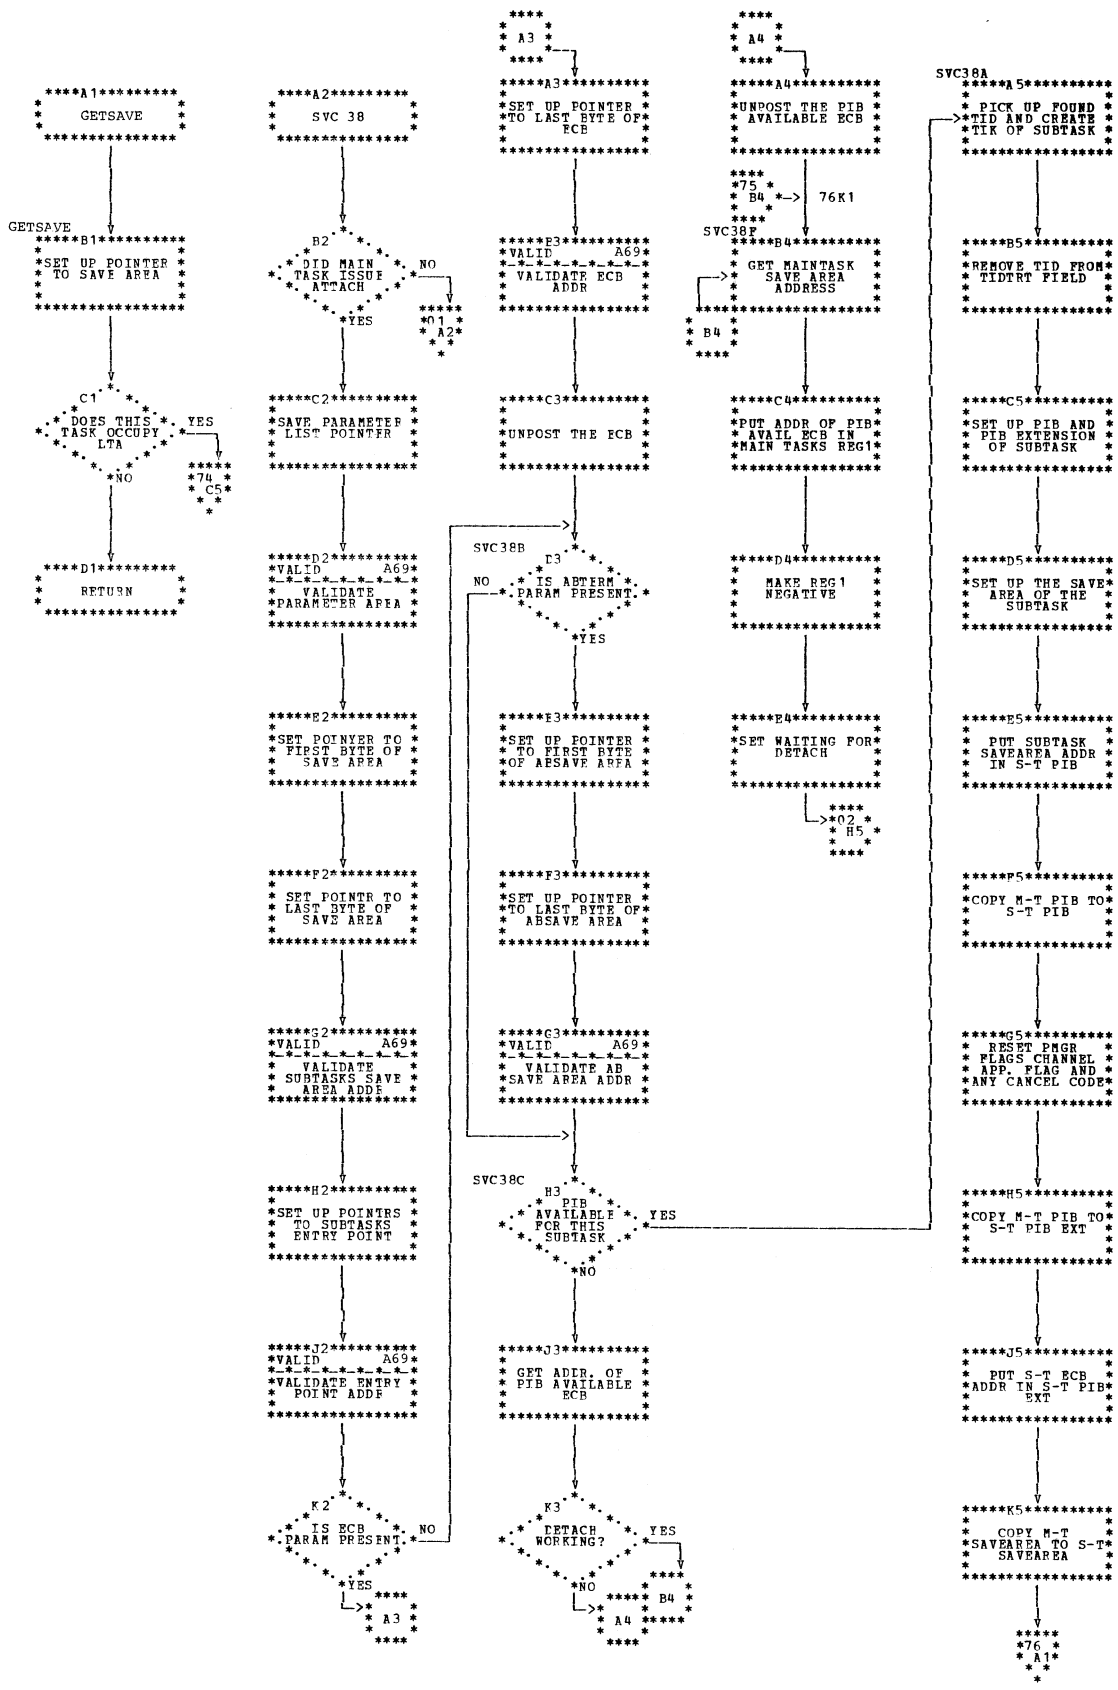 A1
GETSAVE
GETSAVE
B1
SET UP POINTER
TO SAVE AREA
C1
DOES THIS
TASK OCCUPY
LTA
YES
74
C5
NO
D1
RETURN
A2
SVC 38
B2
DID MAIN
TASK ISSUE
ATTACH
NO
01
A2
YES
C2
SAVE PARAMETER
LIST POINTER
D2
VALID A69
VALIDATE
PARAMETER AREA
E2
SET POINYER TO
FIRST BYTE OF
SAVE AREA
F2
SET POINTR TO
LAST BYTE OF
SAVE AREA
G2
VALID A69
VALIDATE
SUBTASKS SAVE
AREA ADDR
H2
SET UP POINTRS
TO SUBTASKS
ENTRY POINT
J2
VALID A69
VALIDATE ENTRY
POINT ADDR
K2
IS ECB
PARAM PRESENT
NO
YES
A3
A3
A3
SET UP POINTER
TO LAST BYTE OF
ECB
B3
VALID A69
VALIDATE ECB
ADDR
C3
UNPOST THE ECB
SVC38B
D3
IS ABTERM
PARAM PRESENT
NO
YES
E3
SET UP POINTER
TO FIRST BYTE
OF ABSAVE AREA
F3
SET UP POINTER
TO LAST BYTE OF
ABSAVE AREA
G3
VALID A69
VALIDATE AB
SAVE AREA ADDR
SVC38C
H3
PIB
AVAILABLE
FOR THIS
SUBTASK
YES
NO
J3
GET ADDR. OF
PIB AVAILABLE
ECB
K3
DETACH
WORKING?
YES
B4
NO
A4
A4
A4
UNPOST THE PIB
AVAILABLE ECB
75
B4
76K1
SVC38F
B4
GET MAINTASK
SAVE AREA
ADDRESS
B4
C4
PUT ADDR OF PIB
AVAIL ECB IN
MAIN TASKS REG1
D4
MAKE REG1
NEGATIVE
E4
SET WAITING FOR
DETACH
02
H5
SVC38A
A5
PICK UP FOUND
TID AND CREATE
TIK OF SUBTASK
B5
REMOVE TID FROM
TIDTRT FIELD
C5
SET UP PIB AND
PIB EXTENSION
OF SUBTASK
D5
SET UP THE SAVE
AREA OF THE
SUBTASK
E5
PUT SUBTASK
SAVEAREA ADDR
IN S-T PIB
F5
COPY M-T PIB TO
S-T PIB
G5
RESET PMGR
FLAGS CHANNEL
APP. FLAG AND
ANY CANCEL CODE
H5
COPY M-T PIB TO
S-T PIB EXT
J5
PUT S-T ECB
ADDR IN S-T PIB
EXT
K5
COPY M-T
SAVEAREA TO S-T
SAVEAREA
76
A1